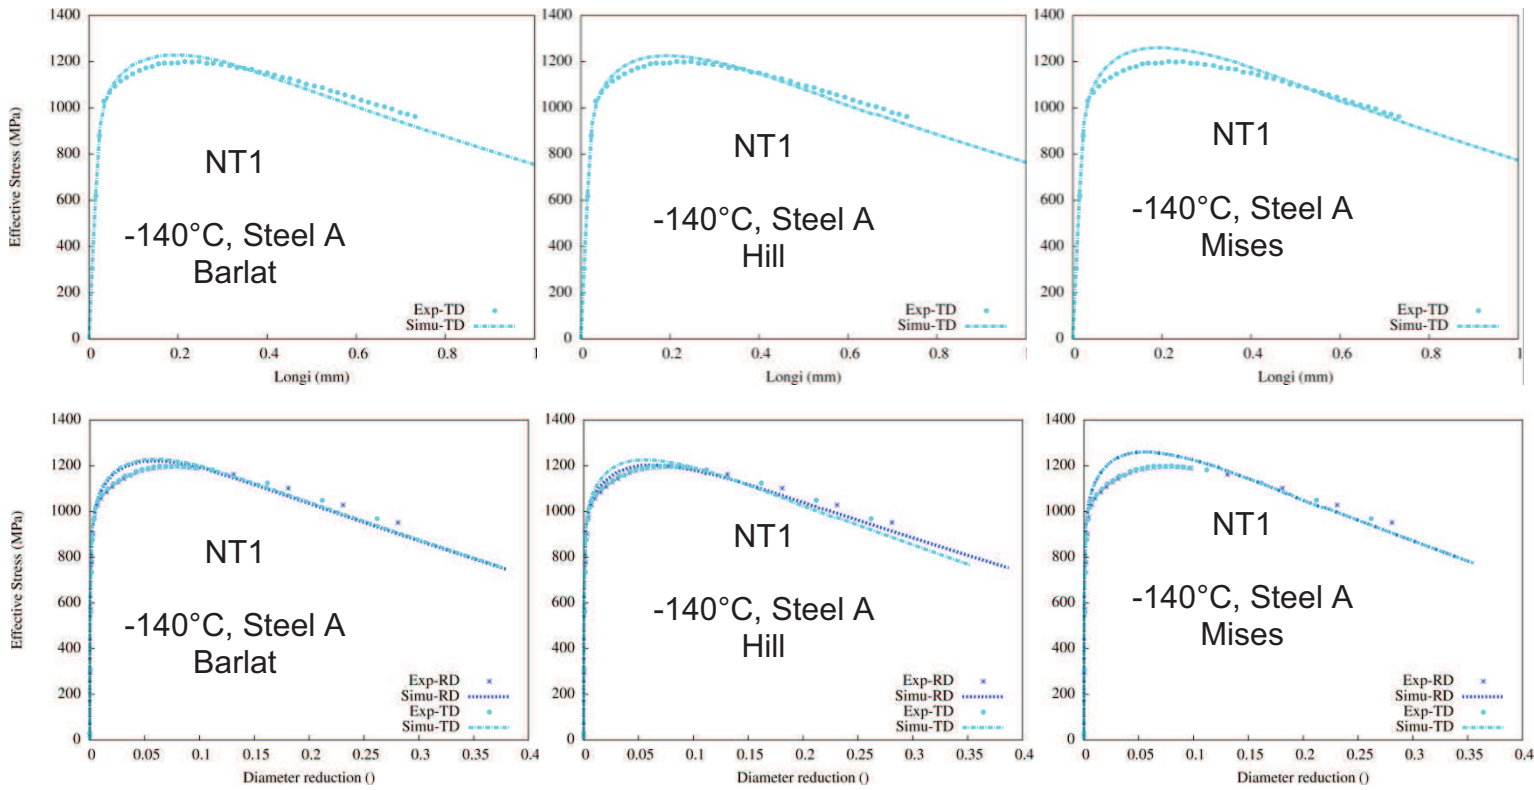 1400
1200
1000
800
600
400
200
0
Effective Stress (MPa)
NT1
-140°C, Steel A
Barlat
Exp-TD
Simu-TD
0 0.2 0.4 0.6 0.8 1
Longi (mm)
1400
1200
1000
800
600
400
200
0
NT1
-140°C, Steel A
Hill
Exp-TD
Simu-TD
0 0.2 0.4 0.6 0.8 1
Longi (mm)
1400
1200
1000
800
600
400
200
0
NT1
-140°C, Steel A
Mises
Exp-TD
Simu-TD
0 0.2 0.4 0.6 0.8 1
Longi (mm)
1400
1200
1000
800
600
400
200
0
Effective Stress (MPa)
NT1
-140°C, Steel A
Barlat
Exp-RD
Simu-RD
Exp-TD
Simu-TD
0 0.05 0.1 0.15 0.2 0.25 0.3 0.35 0.4
Diameter reduction ()
1400
1200
1000
800
600
400
200
0
NT1
-140°C, Steel A
Hill
Exp-RD
Simu-RD
Exp-TD
Simu-TD
0 0.05 0.1 0.15 0.2 0.25 0.3 0.35 0.4
Diameter reduction ()
1400
1200
1000
800
600
400
200
0
NT1
-140°C, Steel A
Mises
Exp-RD
Simu-RD
Exp-TD
Simu-TD
0 0.05 0.1 0.15 0.2 0.25 0.3 0.35 0.4
Diameter reduction ()